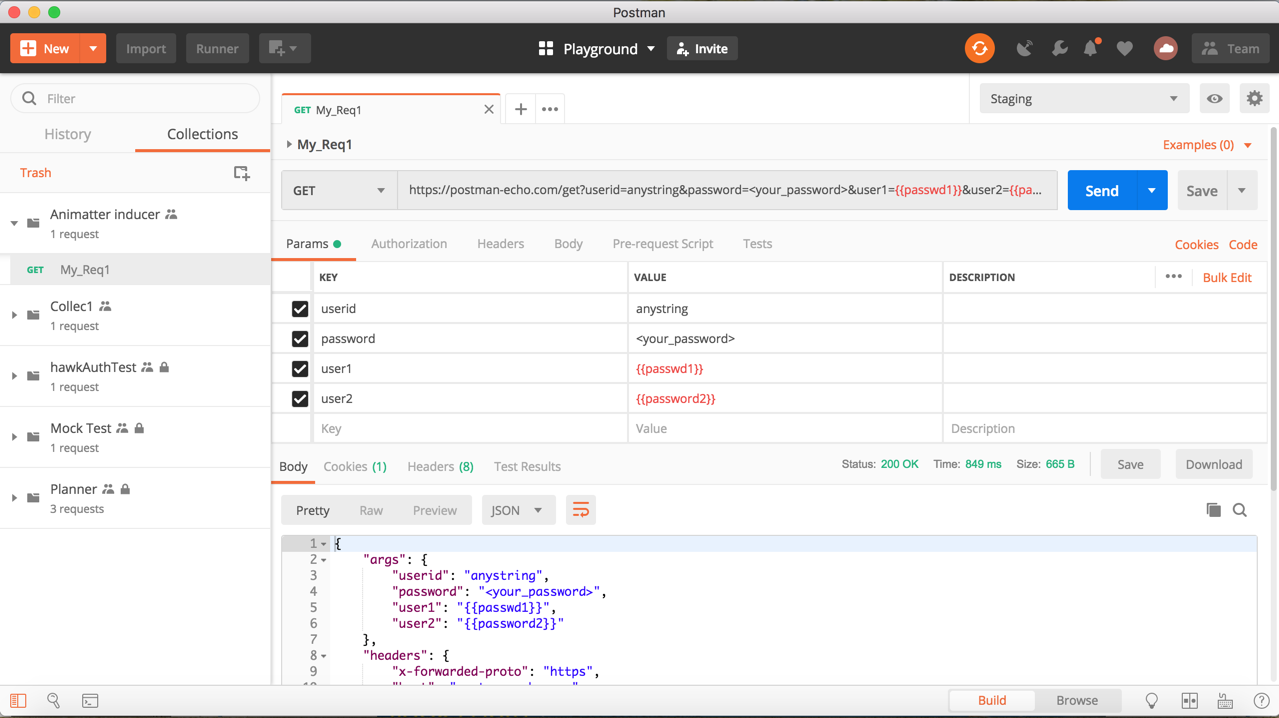 Postman
New
Import
Runner
Playground
Invite
Team
Filter
History
Collections
Trash
Animatter inducer
1 request
GET My_Req1
Collec1
1 request
hawkAuthTest
1 request
Mock Test
1 request
Planner
3 requests
GET My_Req1
Staging
My_Req1
Examples (0)
GET
https://postman-echo.com/get?userid=anystring&password=<your_password>&user1={{passwd1}}&user2={{pa...
Send
Save
Params
Authorization
Headers
Body
Pre-request Script
Tests
Cookies
Code
KEY VALUE DESCRIPTION
Bulk Edit
userid anystring
password <your_password>
user1 {{passwd1}}
user2 {{password2}}
Key Value Description
Body
Cookies (1)
Headers (8)
Test Results
Status: 200 OK
Time: 849 ms
Size: 665 B
Save
Download
Pretty
Raw
Preview
JSON
1 {
2 "args": {
3 "userid": "anystring",
4 "password": "<your_password>",
5 "user1": "{{passwd1}}",
6 "user2": "{{password2}}"
7 },
8 "headers": {
9 "x-forwarded-proto": "https",
Build
Browse